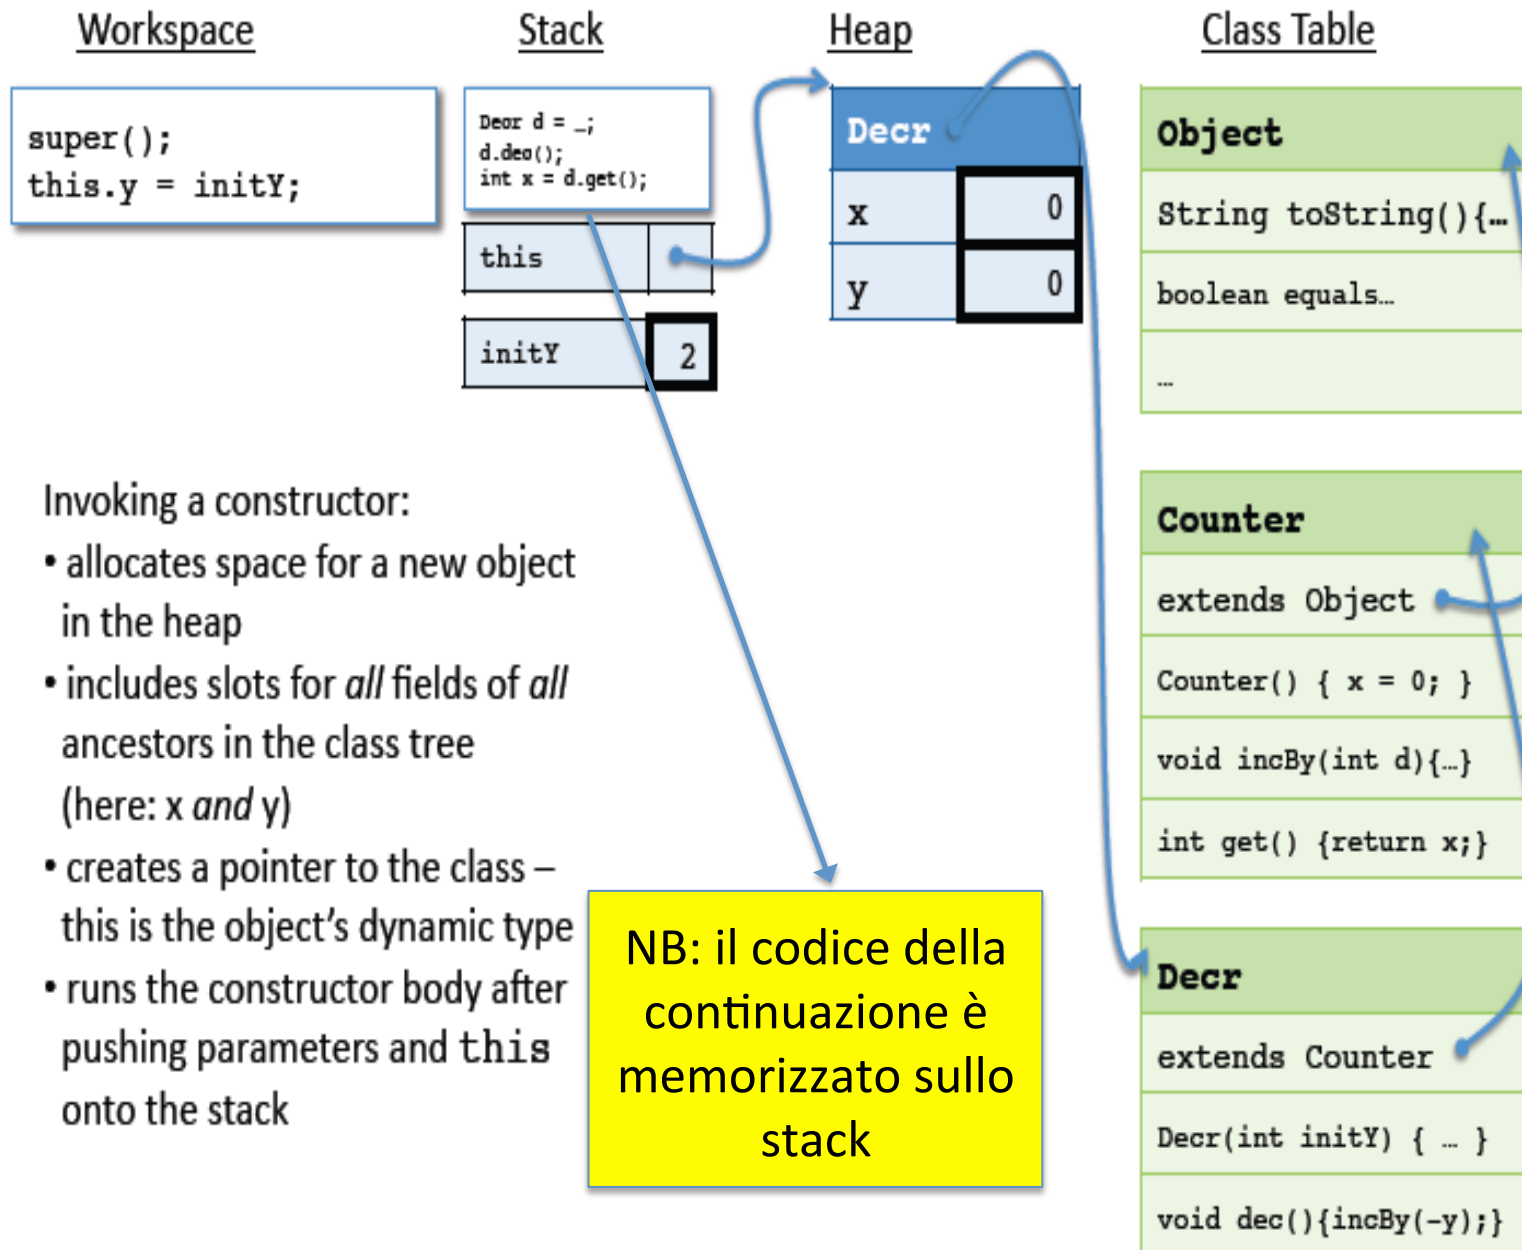 Workspace
super();
this.y = initY;
Stack
Decr d = _;
d.dec();
int x = d.get();
this
initY 2
Heap
Decr
x 0
y 0
Class Table
Object
String toString(){…
boolean equals…
…
Counter
extends Object
Counter() { x = 0; }
void incBy(int d){…}
int get() {return x;}
Decr
extends Counter
Decr(int initY) { … }
void dec(){incBy(-y);}
Invoking a constructor:
• allocates space for a new object
in the heap
• includes slots for all fields of all
ancestors in the class tree
(here: x and y)
• creates a pointer to the class –
this is the object’s dynamic type
• runs the constructor body after
pushing parameters and this
onto the stack
NB: il codice della
continuazione è
memorizzato sullo
stack